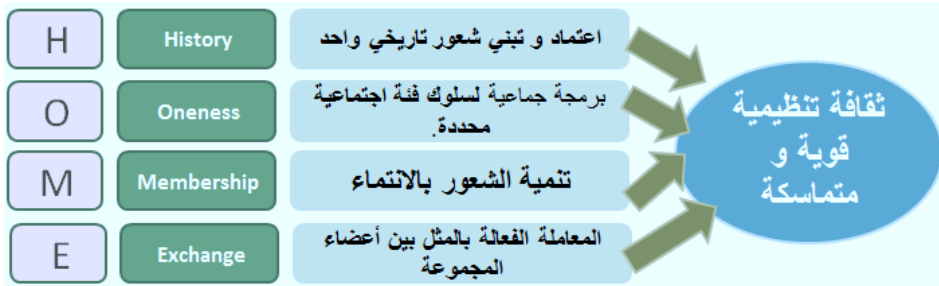 H
History
اعتماد و تبني شعور تاريخي واحد
O
Oneness
برمجة جماعية لسلوك فئة اجتماعية
محددة.
M
Membership
تنمية الشعور بالانتماء
E
Exchange
المعاملة الفعالة بالمثل بين أعضاء
المجموعة
ثقافة تنظيمية
قوية و
متماسكة